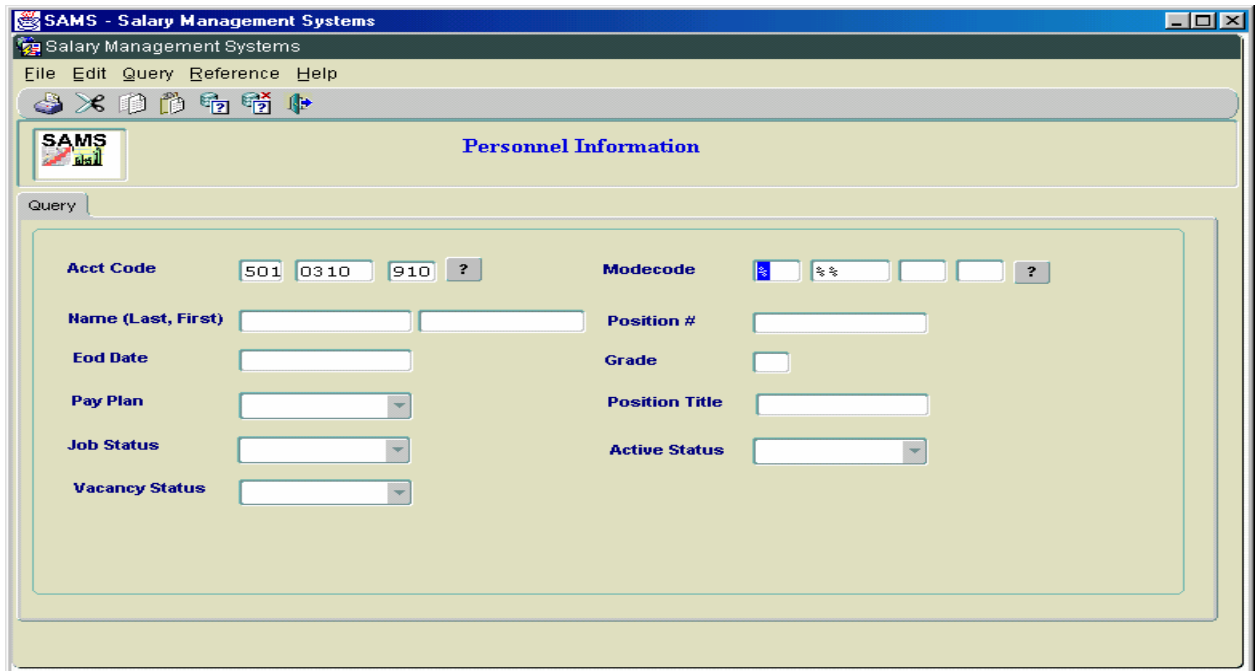 SAMS - Salary Management Systems
Salary Management Systems
File Edit Query Reference Help
SAMS
Personnel Information
Query
Acct Code 501 0310 910 ? Modecode % %% ?
Name (Last, First) Position #
Eod Date Grade
Pay Plan Position Title
Job Status Active Status
Vacancy Status